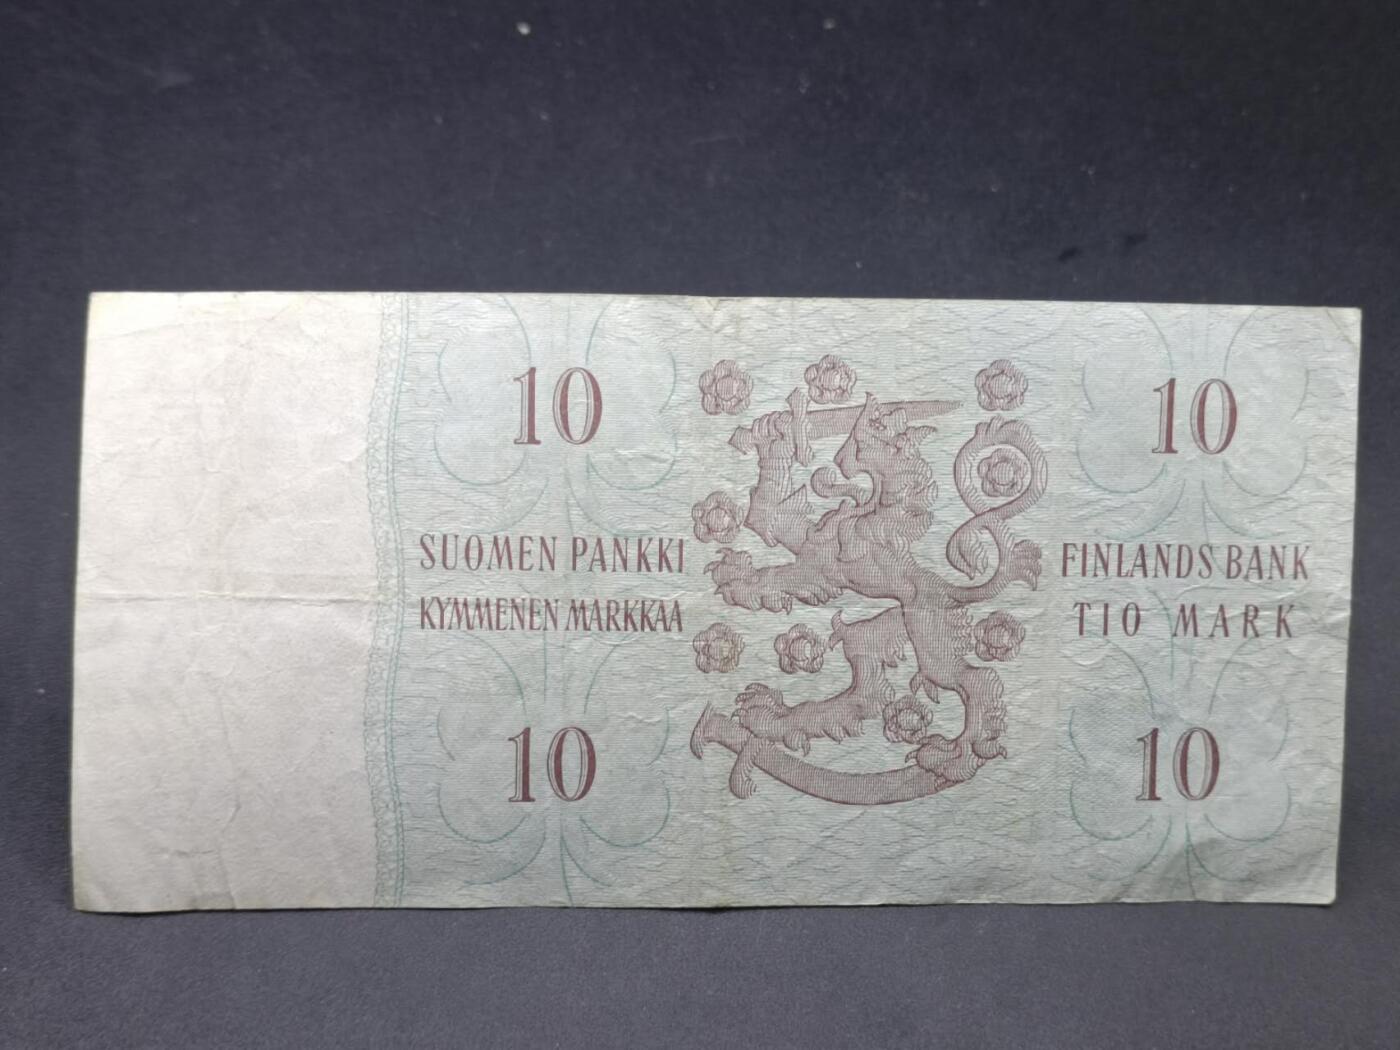 10
10
SUOMEN PANKKI
KYMMENEN MARKKAA
FINLANDS BANK
TIO MARK
10
10